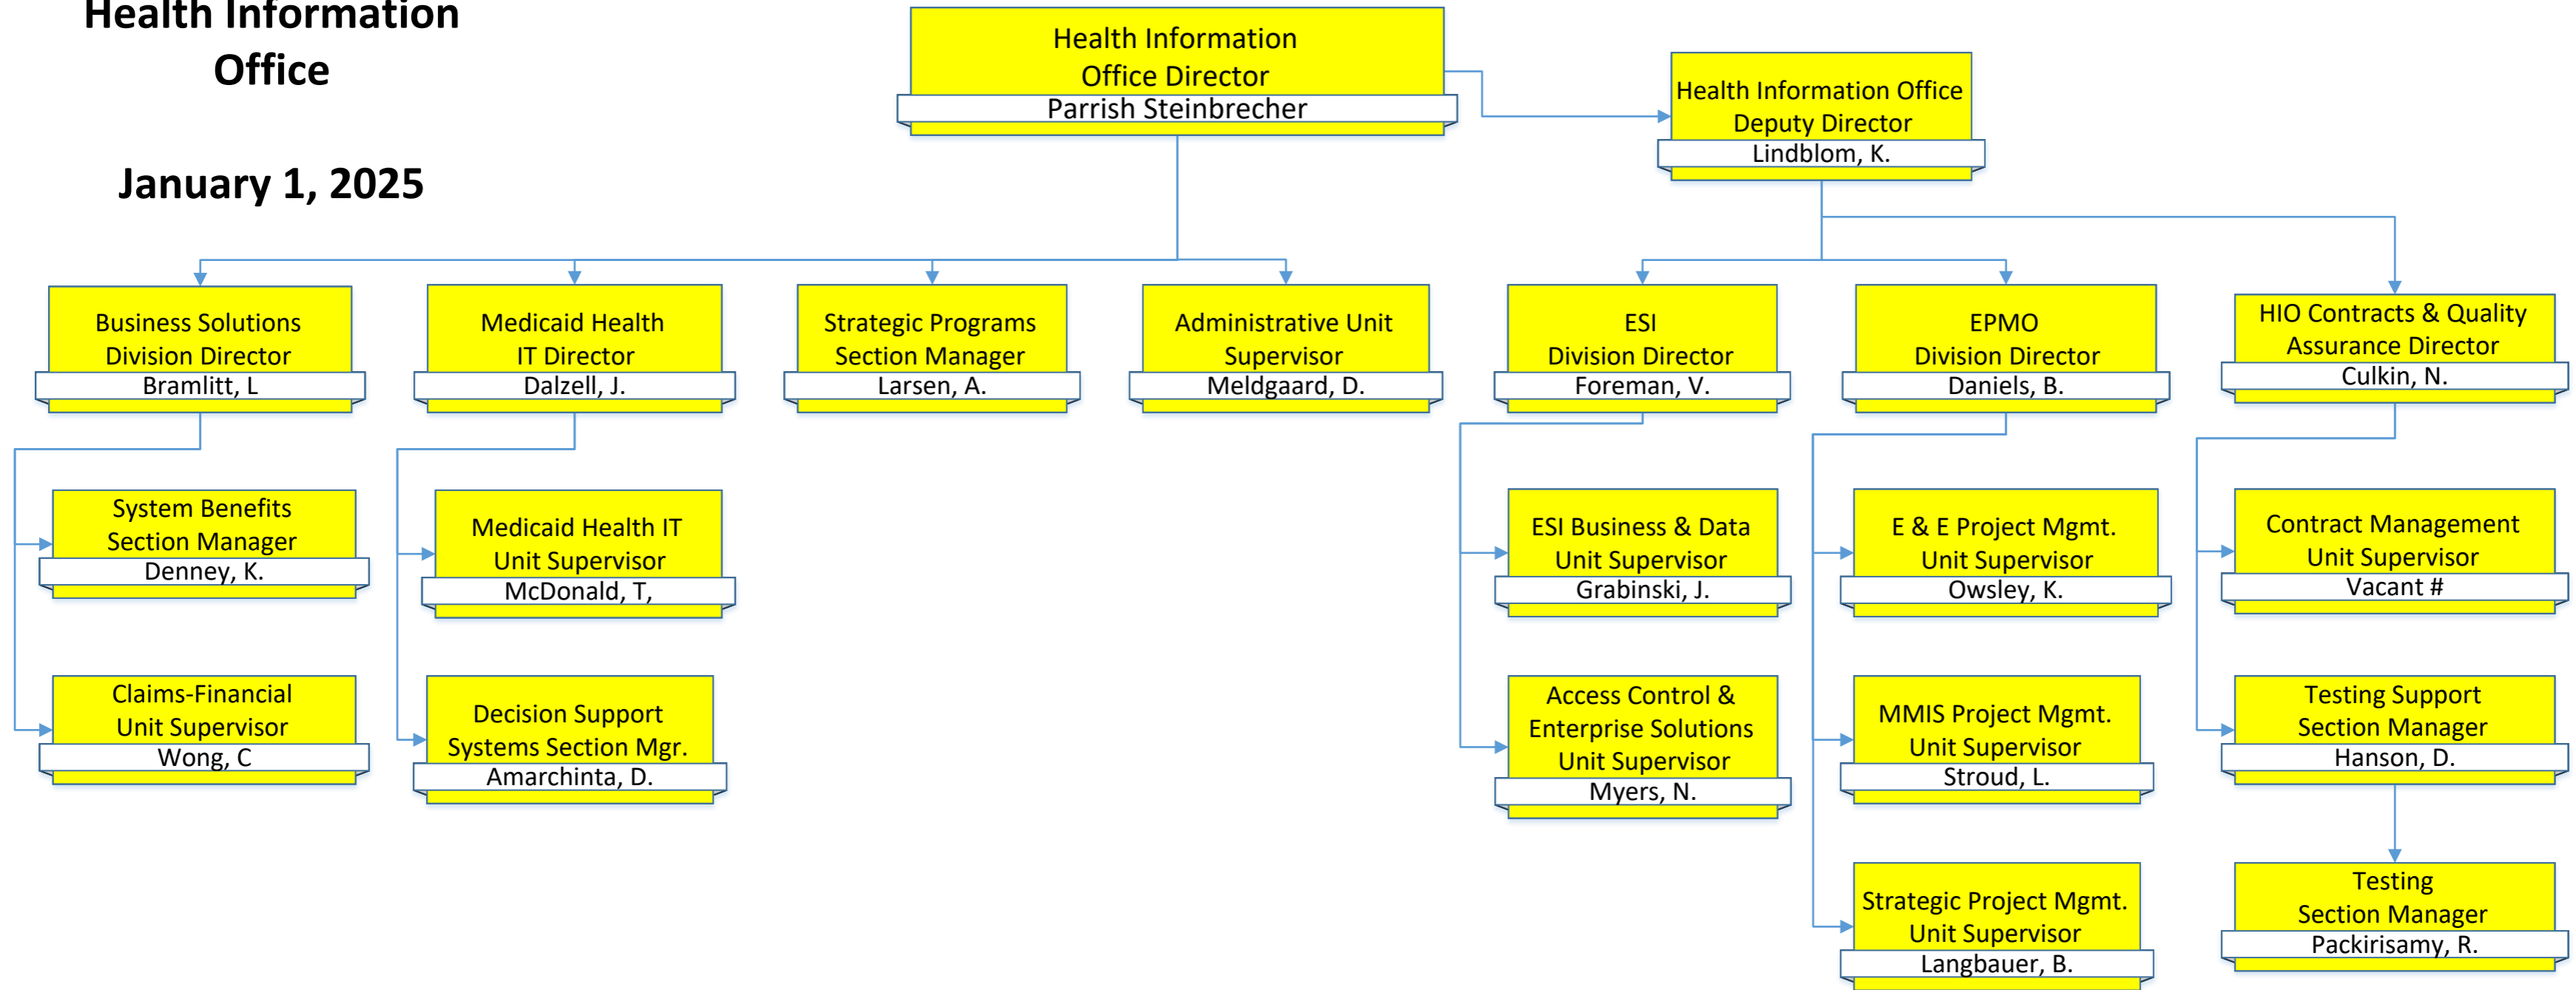 Health Information
Office
January 1, 2025
Health Information
Office Director
Parrish Steinbrecher
Health Information Office
Deputy Director
Lindblom, K.
Business Solutions
Division Director
Bramlitt, L
Medicaid Health
IT Director
Dalzell, J.
Strategic Programs
Section Manager
Larsen, A.
Administrative Unit
Supervisor
Meldgaard, D.
ESI
Division Director
Foreman, V.
EPMO
Division Director
Daniels, B.
HIO Contracts & Quality
Assurance Director
Culkin, N.
System Benefits
Section Manager
Denney, K.
Medicaid Health IT
Unit Supervisor
McDonald, T,
ESI Business & Data
Unit Supervisor
Grabinski, J.
E & E Project Mgmt.
Unit Supervisor
Owsley, K.
Contract Management
Unit Supervisor
Vacant #
Claims-Financial
Unit Supervisor
Wong, C
Decision Support
Systems Section Mgr.
Amarchinta, D.
Access Control &
Enterprise Solutions
Unit Supervisor
Myers, N.
MMIS Project Mgmt.
Unit Supervisor
Stroud, L.
Testing Support
Section Manager
Hanson, D.
Strategic Project Mgmt.
Unit Supervisor
Langbauer, B.
Testing
Section Manager
Packirisamy, R.